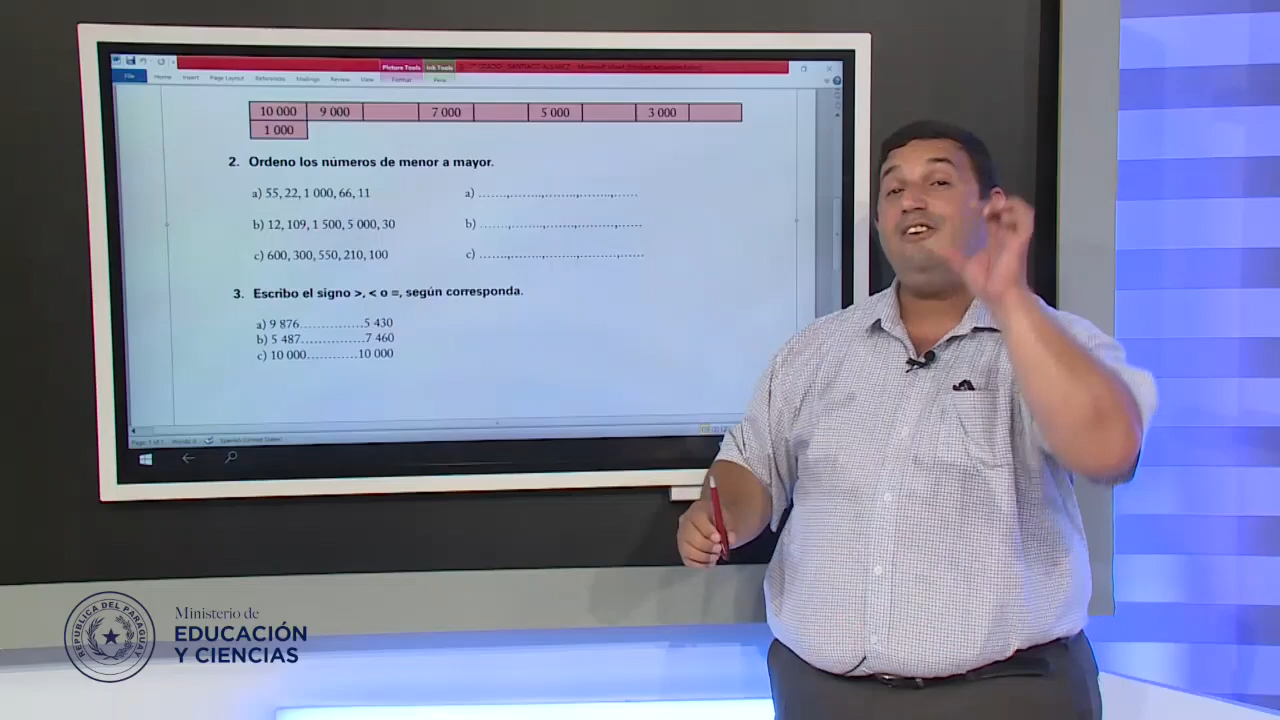 Picture Tools Ink Tools
File Home Insert Page Layout References Mailings Review View Format Pens
10 000 9 000 7 000 5 000 3 000
1 000
2. Ordeno los números de menor a mayor.
a) 55, 22, 1 000, 66, 11 a) ........,........,........,........,........
b) 12, 109, 1 500, 5 000, 30 b) ........,........,........,........,........
c) 600, 300, 550, 210, 100 c) ........,........,........,........,........
3. Escribo el signo >, < o =, según corresponda.
a) 9 876................5 430
b) 5 487................7 460
c) 10 000............10 000
REPUBLICA DEL PARAGUAY
Ministerio de
EDUCACIÓN
Y CIENCIAS